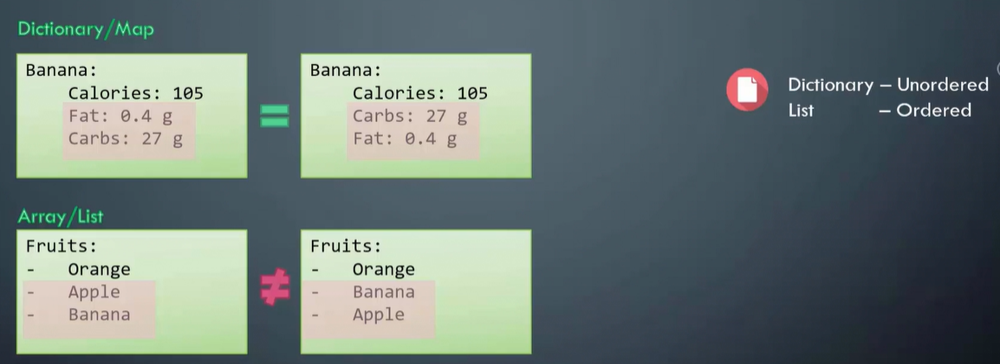 Dictionary/Map
Banana:
Calories: 105
Fat: 0.4 g
Carbs: 27 g
=
Banana:
Calories: 105
Carbs: 27 g
Fat: 0.4 g
Dictionary – Unordered
List – Ordered
Array/List
Fruits:
- Orange
- Apple
- Banana
≠
Fruits:
- Orange
- Banana
- Apple